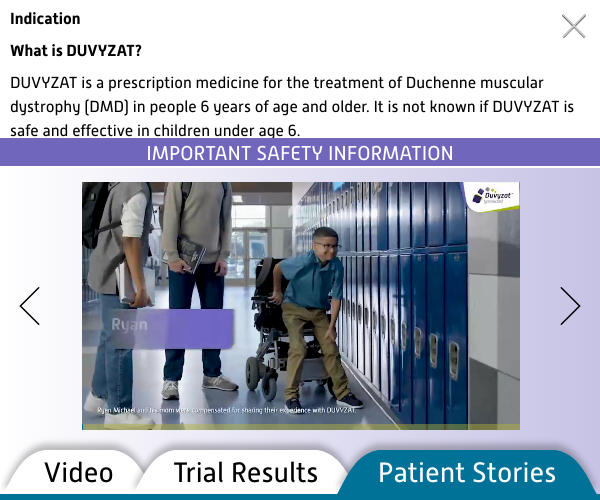 Indication
What is DUVYZAT?
DUVYZAT is a prescription medicine for the treatment of Duchenne muscular
dystrophy (DMD) in people 6 years of age and older. It is not known if DUVYZAT is
safe and effective in children under age 6.
IMPORTANT SAFETY INFORMATION
Duvyzat
Ryan
Ryan Michael and his mom were compensated for sharing their experience with DUVYZAT.
Video
Trial Results
Patient Stories